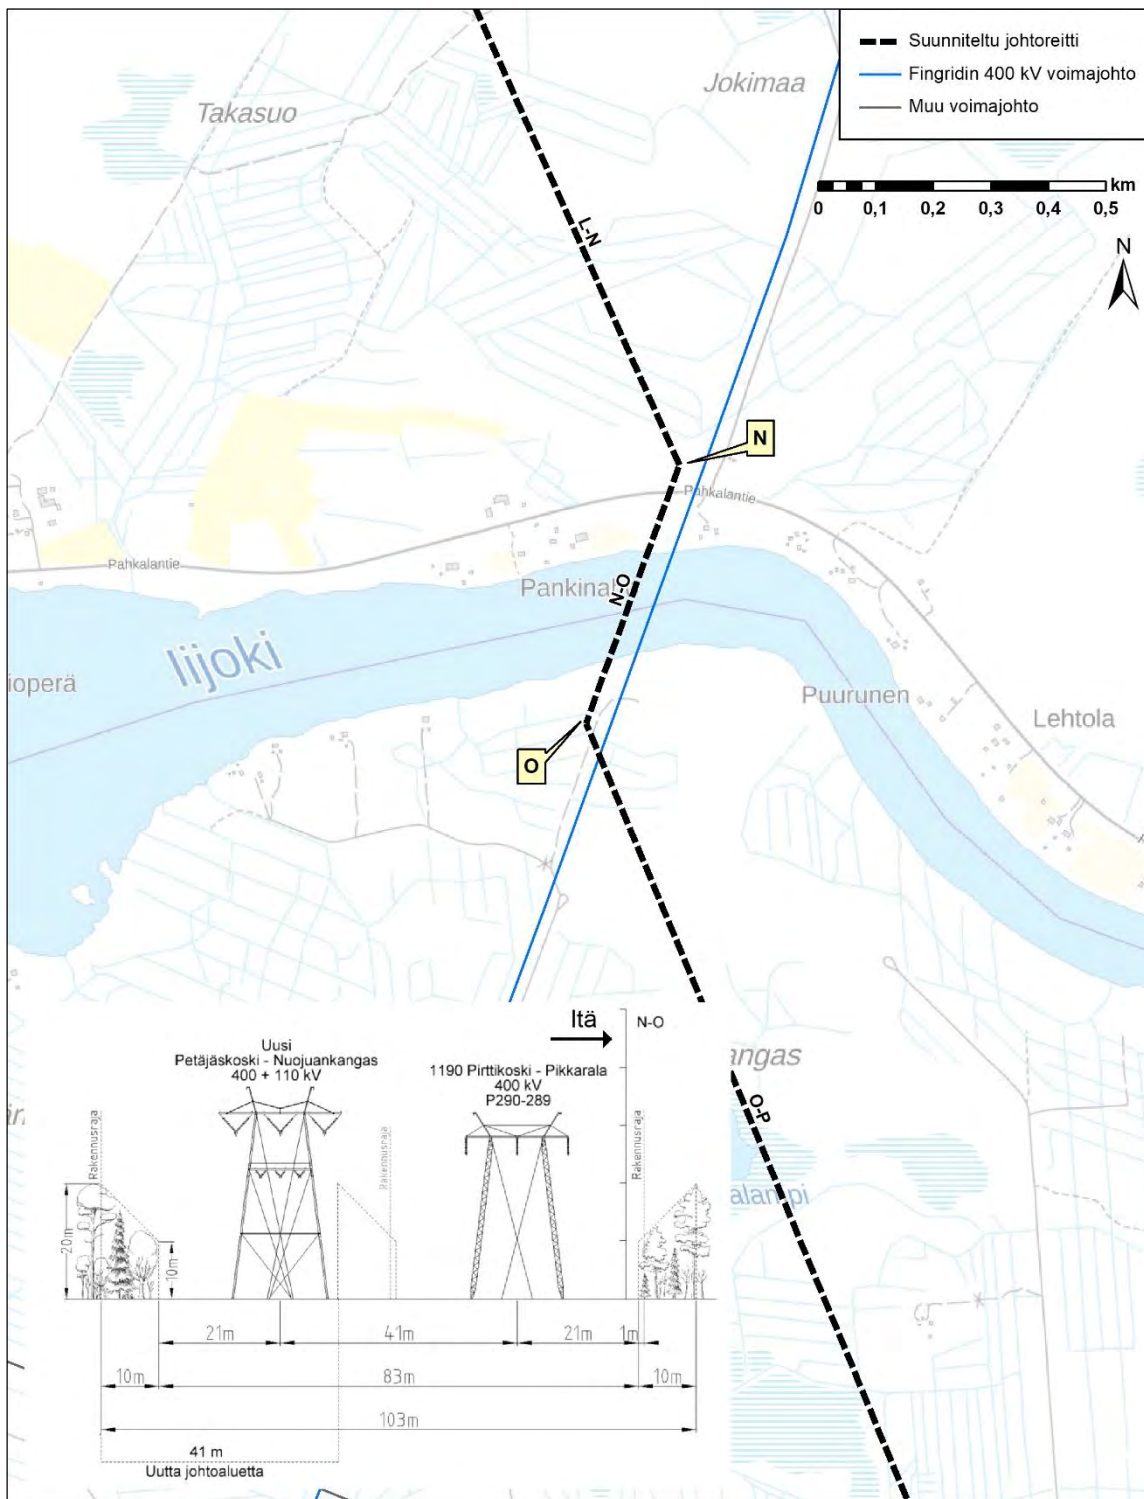 Suunniteltu johtoreitti
Fingridin 400 kV voimajohto
Muu voimajohto
km
0 0,1 0,2 0,3 0,4 0,5
N
Jokimaa
Takasuo
L-N
N
Pahkalantie
Pahkalantie
Pankinal
N-O
Iijoki
ioperä
Puurunen
Lehtola
O
angas
O-P
alanpi
Itä
N-O
Uusi
Petäjäskoski - Nuojuankangas
400 + 110 kV
1190 Pirttikoski - Pikkarala
400 kV
P290-289
Rakennusraja
Rakennusraja
Rakennusraja
20m
10m
21m 41m 21m 1m
10m 83m 10m
103m
41 m
Uutta johtoaluetta